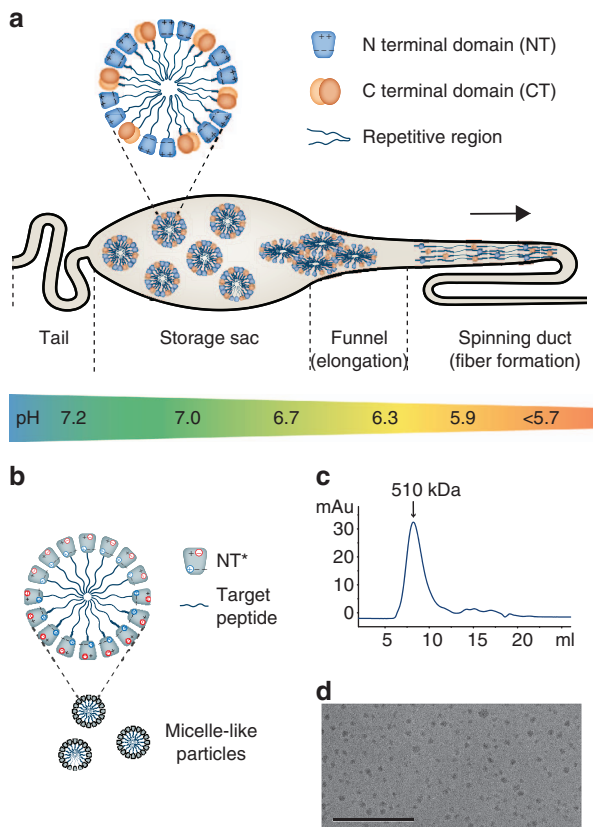 a
N terminal domain (NT)
C terminal domain (CT)
Repetitive region
Tail
Storage sac
Funnel
(elongation)
Spinning duct
(fiber formation)
pH 7.2 7.0 6.7 6.3 5.9 <5.7
b
NT*
Target
peptide
Micelle-like
particles
c
510 kDa
mAu
30
20
10
0
5 10 15 20 ml
d